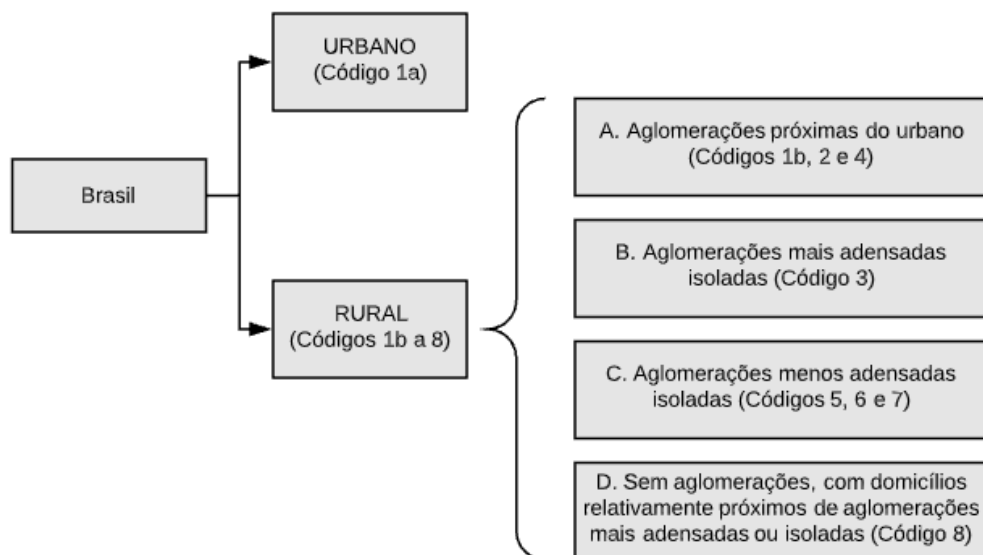 URBANO
(Código 1a)
Brasil
RURAL
(Códigos 1b a 8)
A. Aglomerações próximas do urbano
(Códigos 1b, 2 e 4)
B. Aglomerações mais adensadas
isoladas (Código 3)
C. Aglomerações menos adensadas
isoladas (Códigos 5, 6 e 7)
D. Sem aglomerações, com domicílios
relativamente próximos de aglomerações
mais adensadas ou isoladas (Código 8)